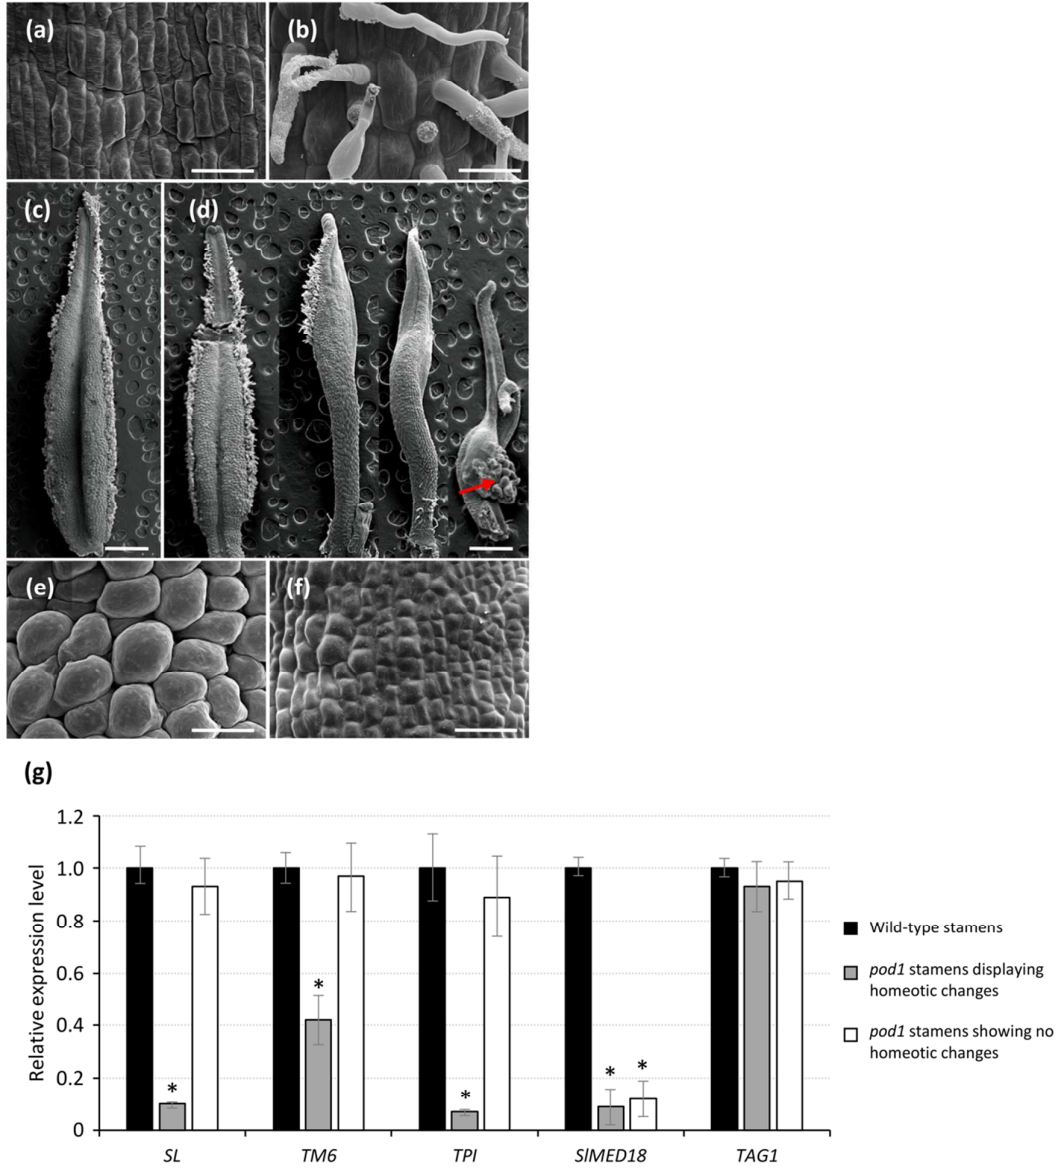 (a)
(b)
(c)
(d)
(e)
(f)
(g)
Relative expression level
1.2
1.0
0.8
0.6
0.4
0.2
0
*
*
*
*
*
SL
TM6
TPI
SlMED18
TAG1
Wild-type stamens
pod1 stamens displaying
homeotic changes
pod1 stamens showing no
homeotic changes